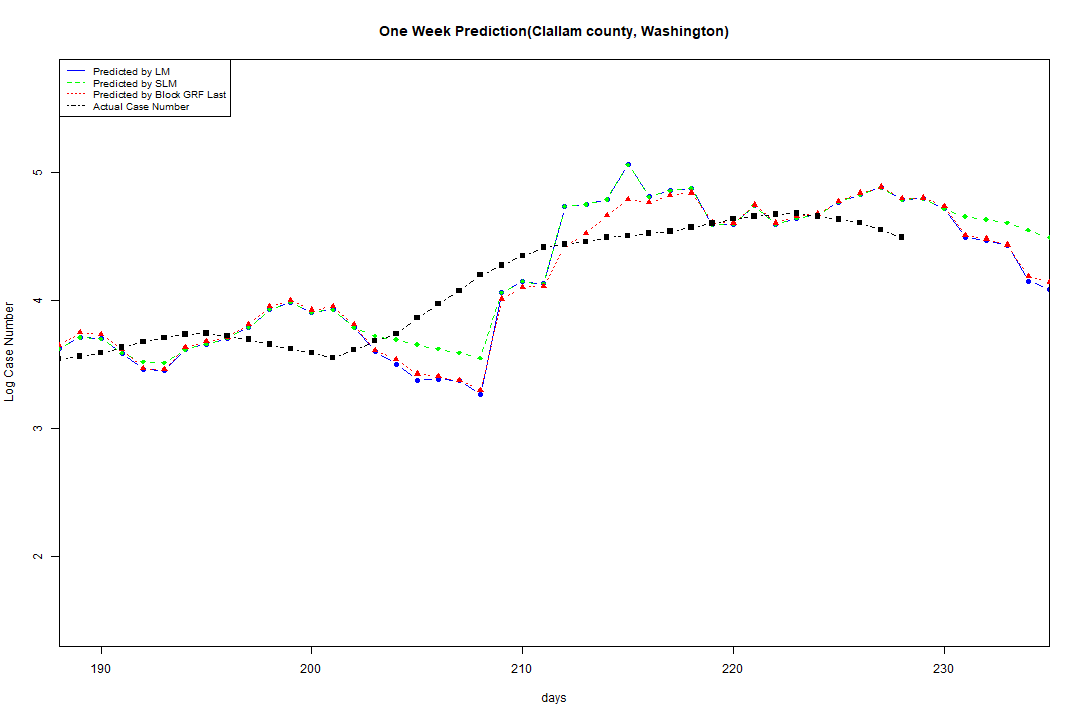 One Week Prediction(Clallam county, Washington)
Predicted by LM
Predicted by SLM
Predicted by Block GRF Last
Actual Case Number
5
4
3
2
Log Case Number
190
200
210
220
230
days